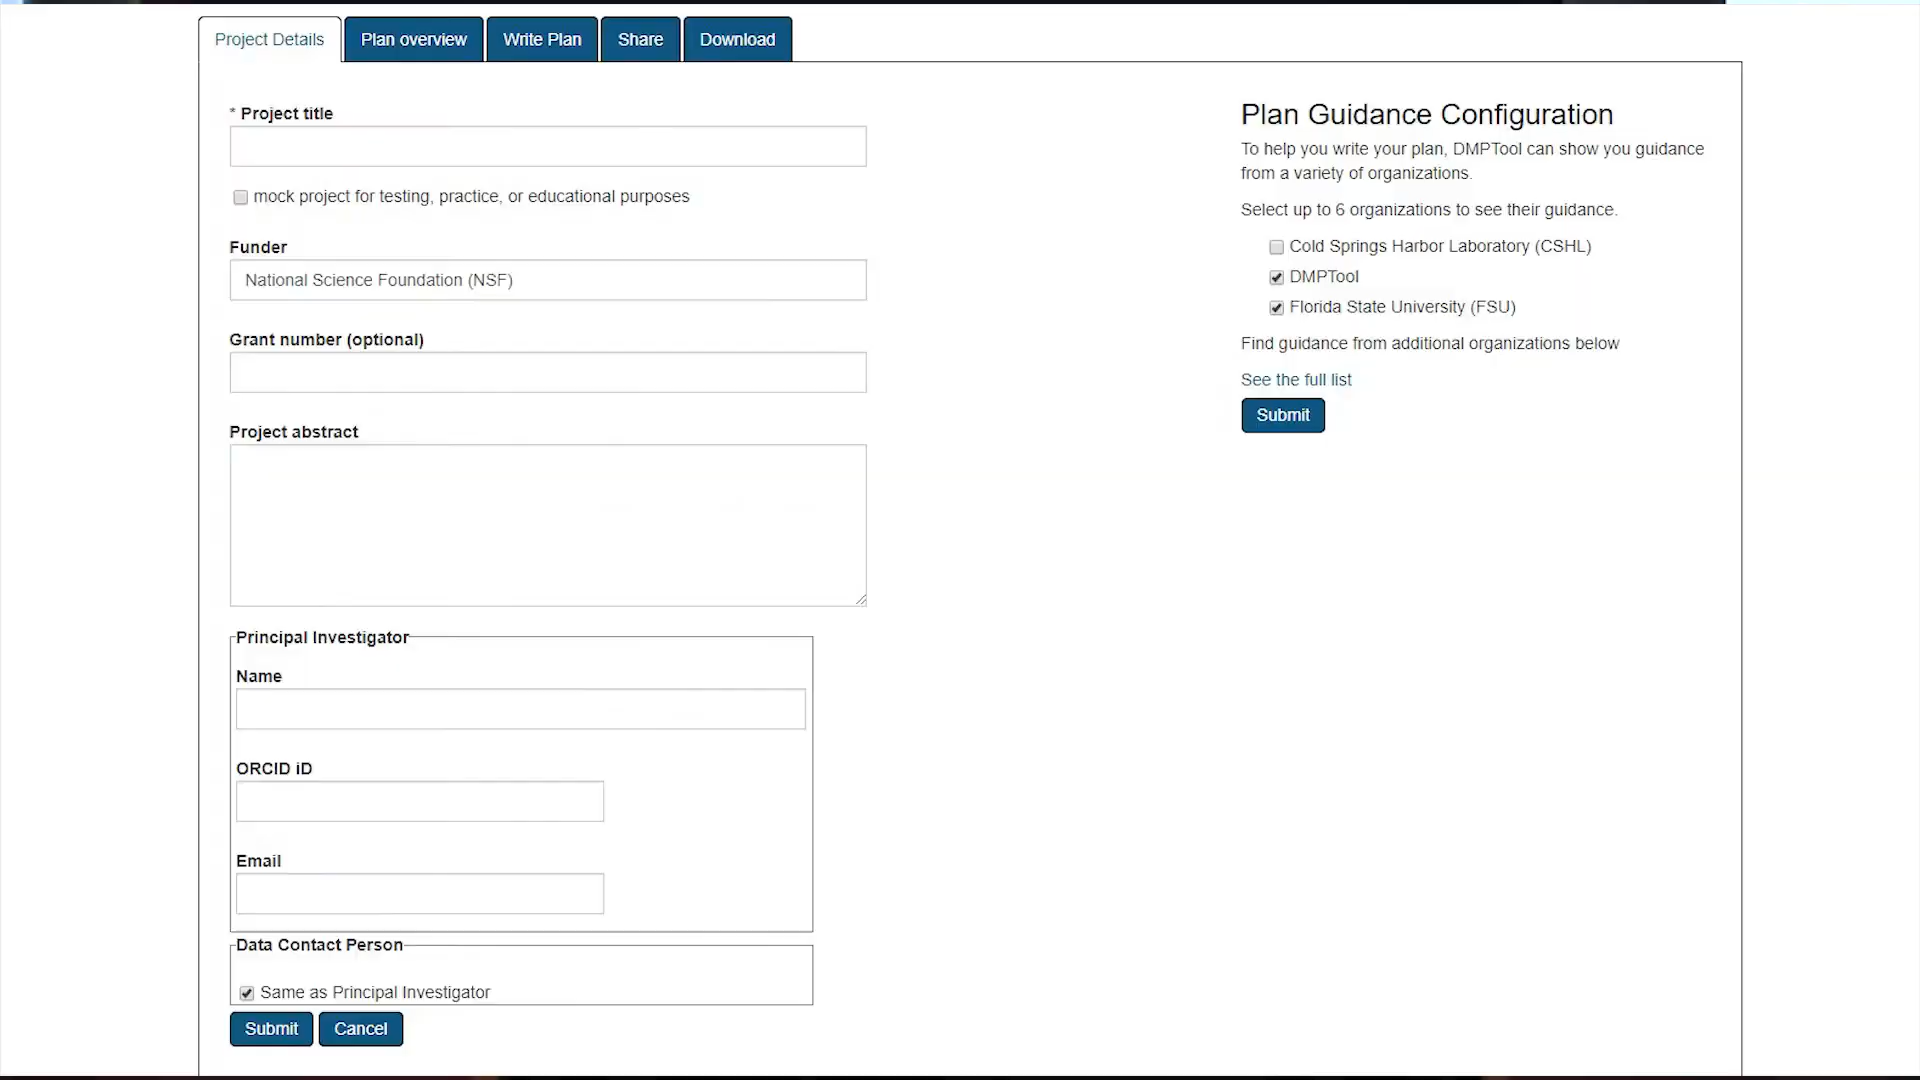 Project Details
Plan overview
Write Plan
Share
Download
* Project title
mock project for testing, practice, or educational purposes
Funder
National Science Foundation (NSF)
Grant number (optional)
Project abstract
Principal Investigator
Name
ORCID iD
Email
Data Contact Person
Same as Principal Investigator
Submit
Cancel
Plan Guidance Configuration
To help you write your plan, DMPTool can show you guidance
from a variety of organizations.
Select up to 6 organizations to see their guidance.
Cold Springs Harbor Laboratory (CSHL)
DMPTool
Florida State University (FSU)
Find guidance from additional organizations below
See the full list
Submit